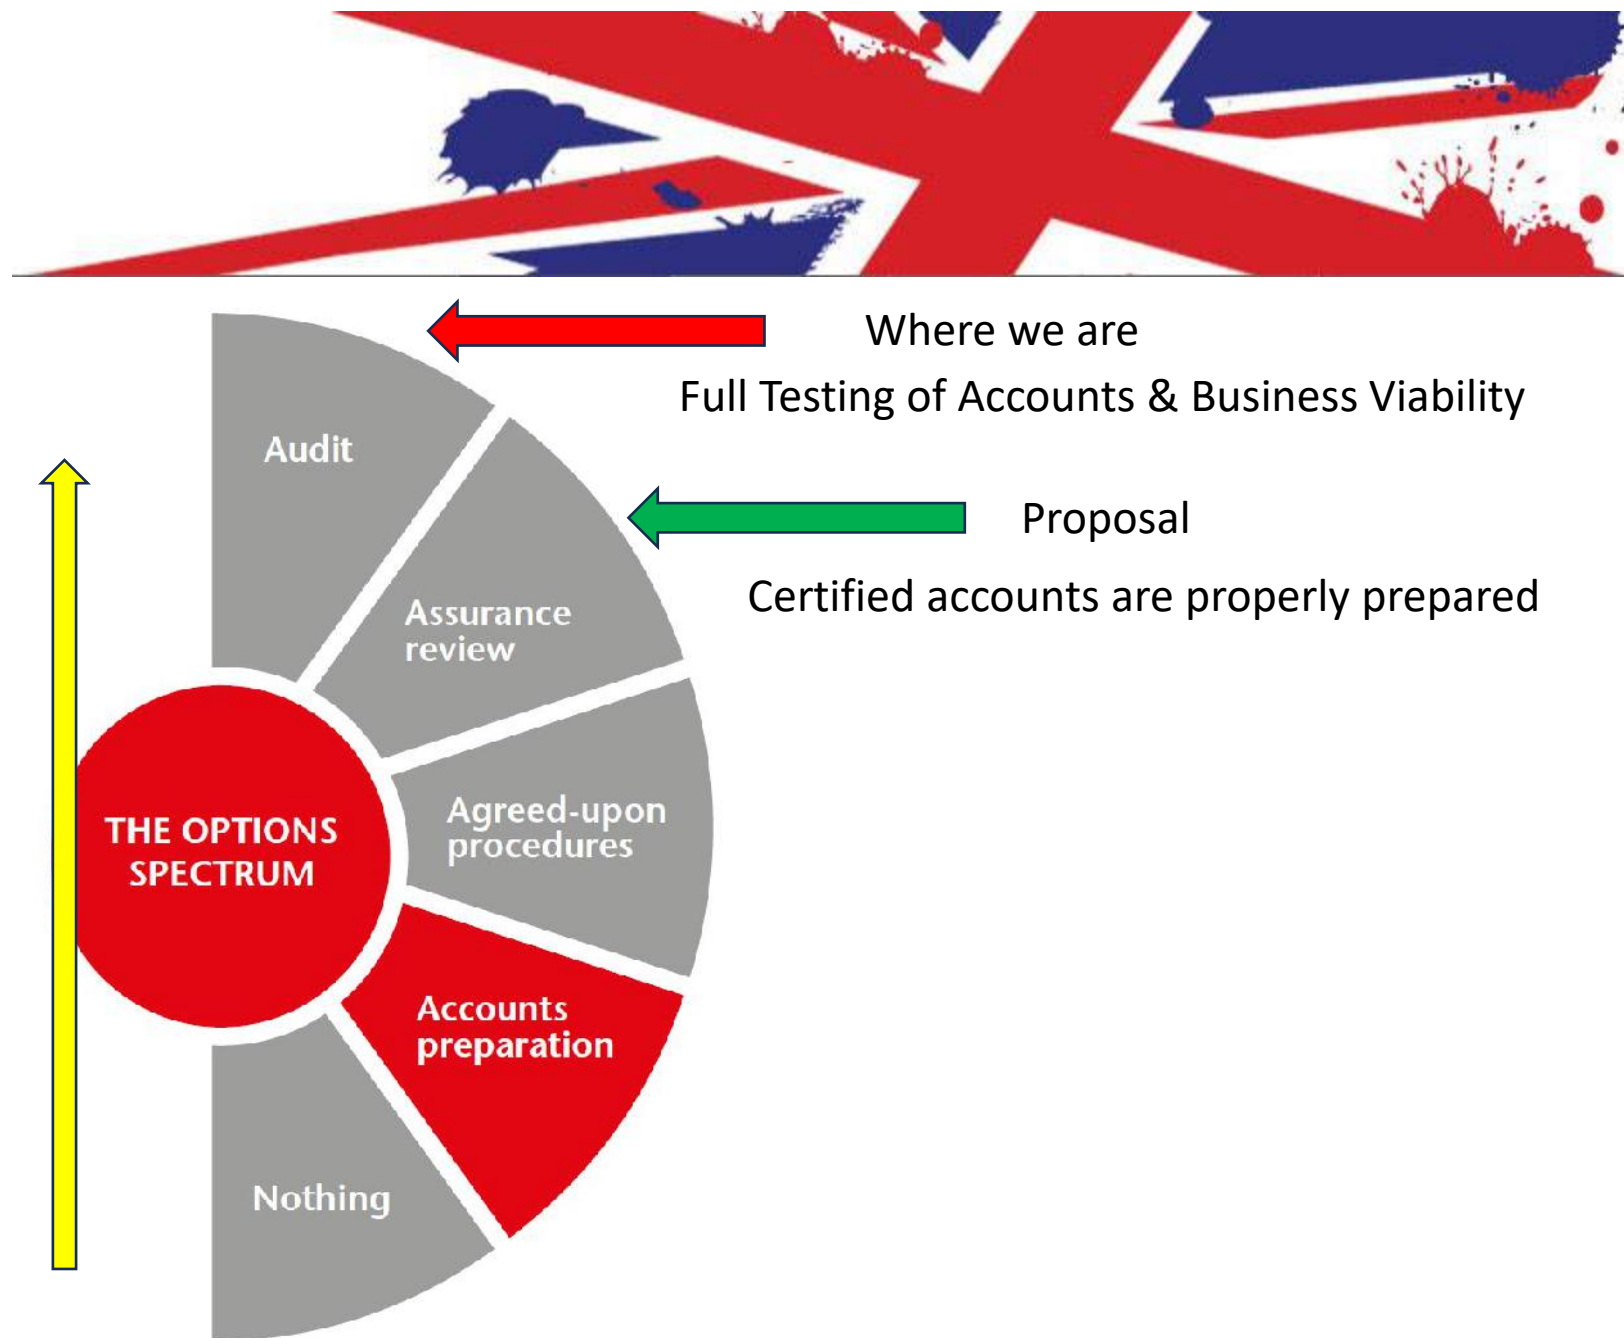 Where we are
Full Testing of Accounts & Business Viability
Audit
Proposal
Certified accounts are properly prepared
Assurance
review
Agreed-upon
procedures
THE OPTIONS
SPECTRUM
Accounts
preparation
Nothing